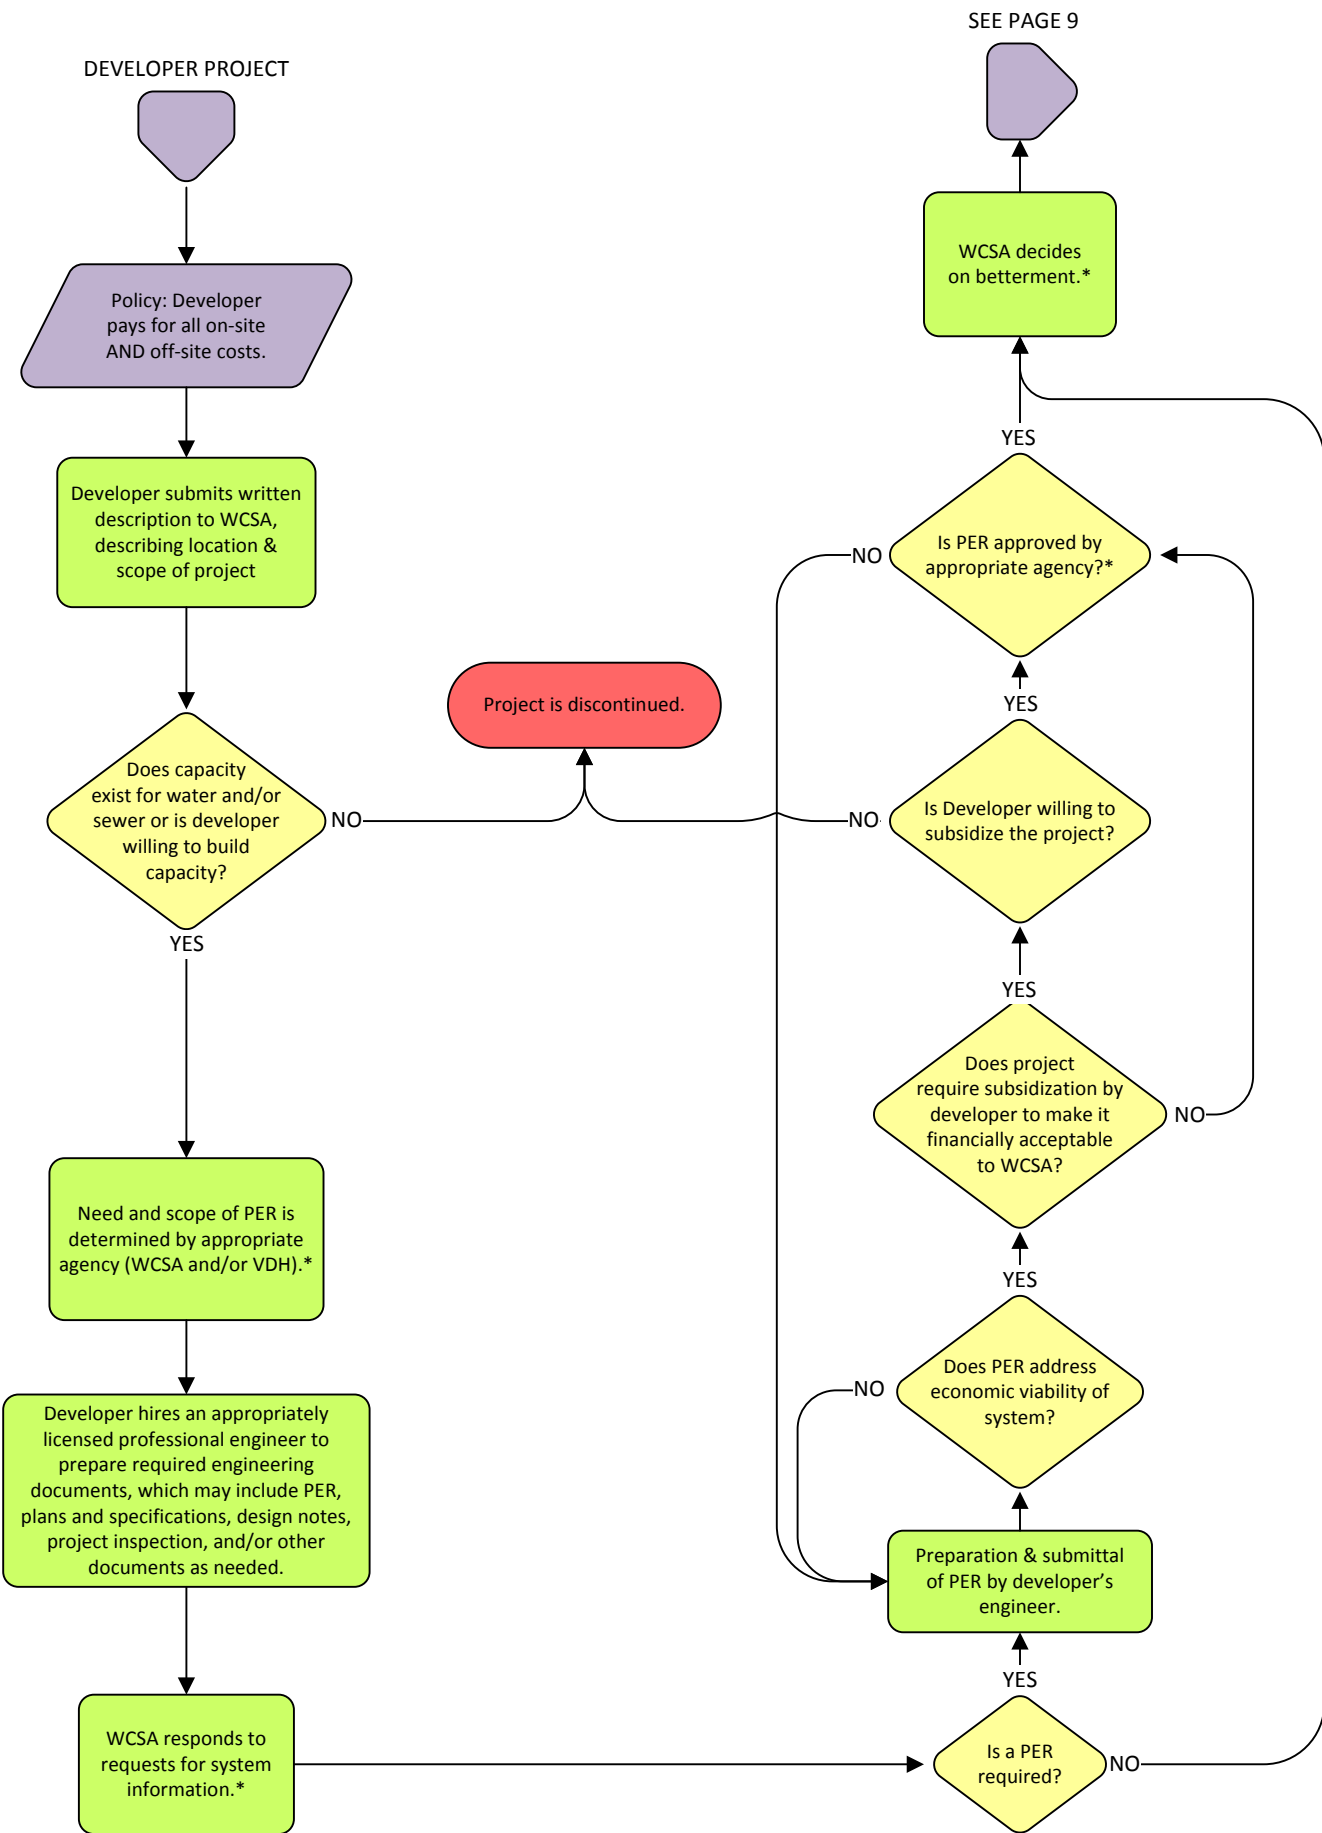 DEVELOPER PROJECT
Policy: Developer
pays for all on-site
AND off-site costs.
Developer submits written
description to WCSA,
describing location &
scope of project
Does capacity
exist for water and/or
sewer or is developer
willing to build
capacity?
NO
YES
Project is discontinued.
Need and scope of PER is
determined by appropriate
agency (WCSA and/or VDH).*
Developer hires an appropriately
licensed professional engineer to
prepare required engineering
documents, which may include PER,
plans and specifications, design notes,
project inspection, and/or other
documents as needed.
WCSA responds to
requests for system
information.*
SEE PAGE 9
WCSA decides
on betterment.*
YES
NO
Is PER approved by
appropriate agency?*
YES
NO
Is Developer willing to
subsidize the project?
YES
Does project
require subsidization by
developer to make it
financially acceptable
to WCSA?
NO
YES
NO
Does PER address
economic viability of
system?
Preparation & submittal
of PER by developer’s
engineer.
YES
Is a PER
required?
NO